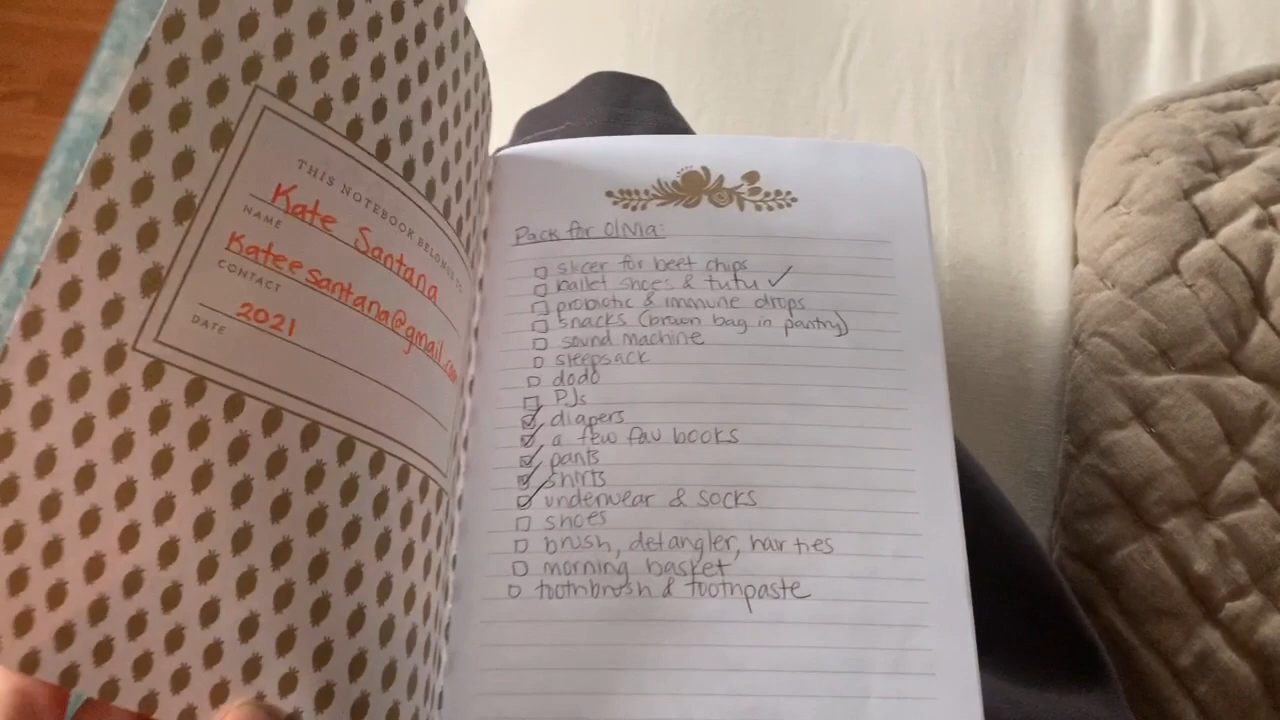 THIS NOTEBOOK BELONGS TO
Kate Santana
NAME
Kateesantana@gmail.com
CONTACT
2021
DATE
Pack for Olivia:
slicer for beet chips
ballet shoes & tutu ✓
probiotic & immune drops
snacks (brown bag in pantry)
sound machine
sleepsack
dodo
PJs
diapers
a few fav books
pants
shirts
underwear & socks
shoes
brush, detangler, hair ties
morning basket
toothbrush & toothpaste